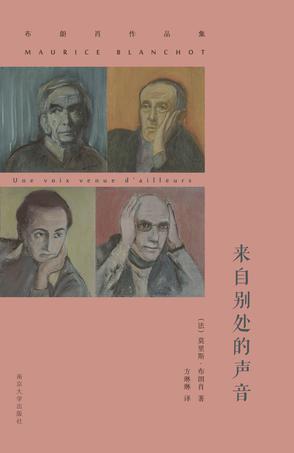 布朗肖作品集
MAURICE BLANCHOT
Une voix venue d'ailleurs
来自别处的声音
（法）莫里斯·布朗肖 著
方琳琳 译
南京大学出版社